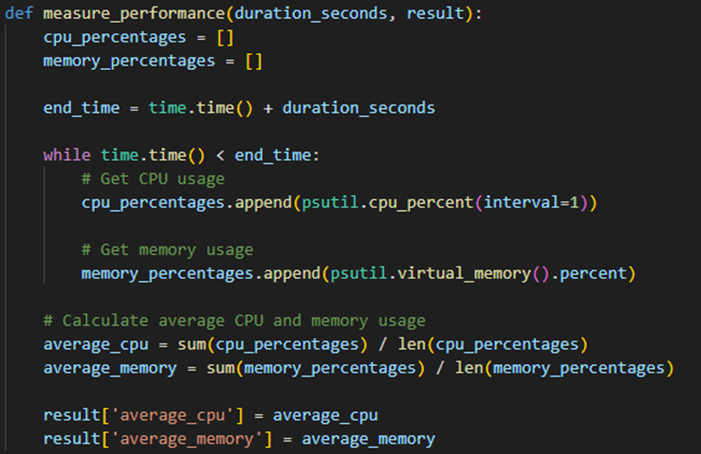 def measure_performance(duration_seconds, result):
    cpu_percentages = []
    memory_percentages = []

    end_time = time.time() + duration_seconds

    while time.time() < end_time:
        # Get CPU usage
        cpu_percentages.append(psutil.cpu_percent(interval=1))

        # Get memory usage
        memory_percentages.append(psutil.virtual_memory().percent)

    # Calculate average CPU and memory usage
    average_cpu = sum(cpu_percentages) / len(cpu_percentages)
    average_memory = sum(memory_percentages) / len(memory_percentages)

    result['average_cpu'] = average_cpu
    result['average_memory'] = average_memory